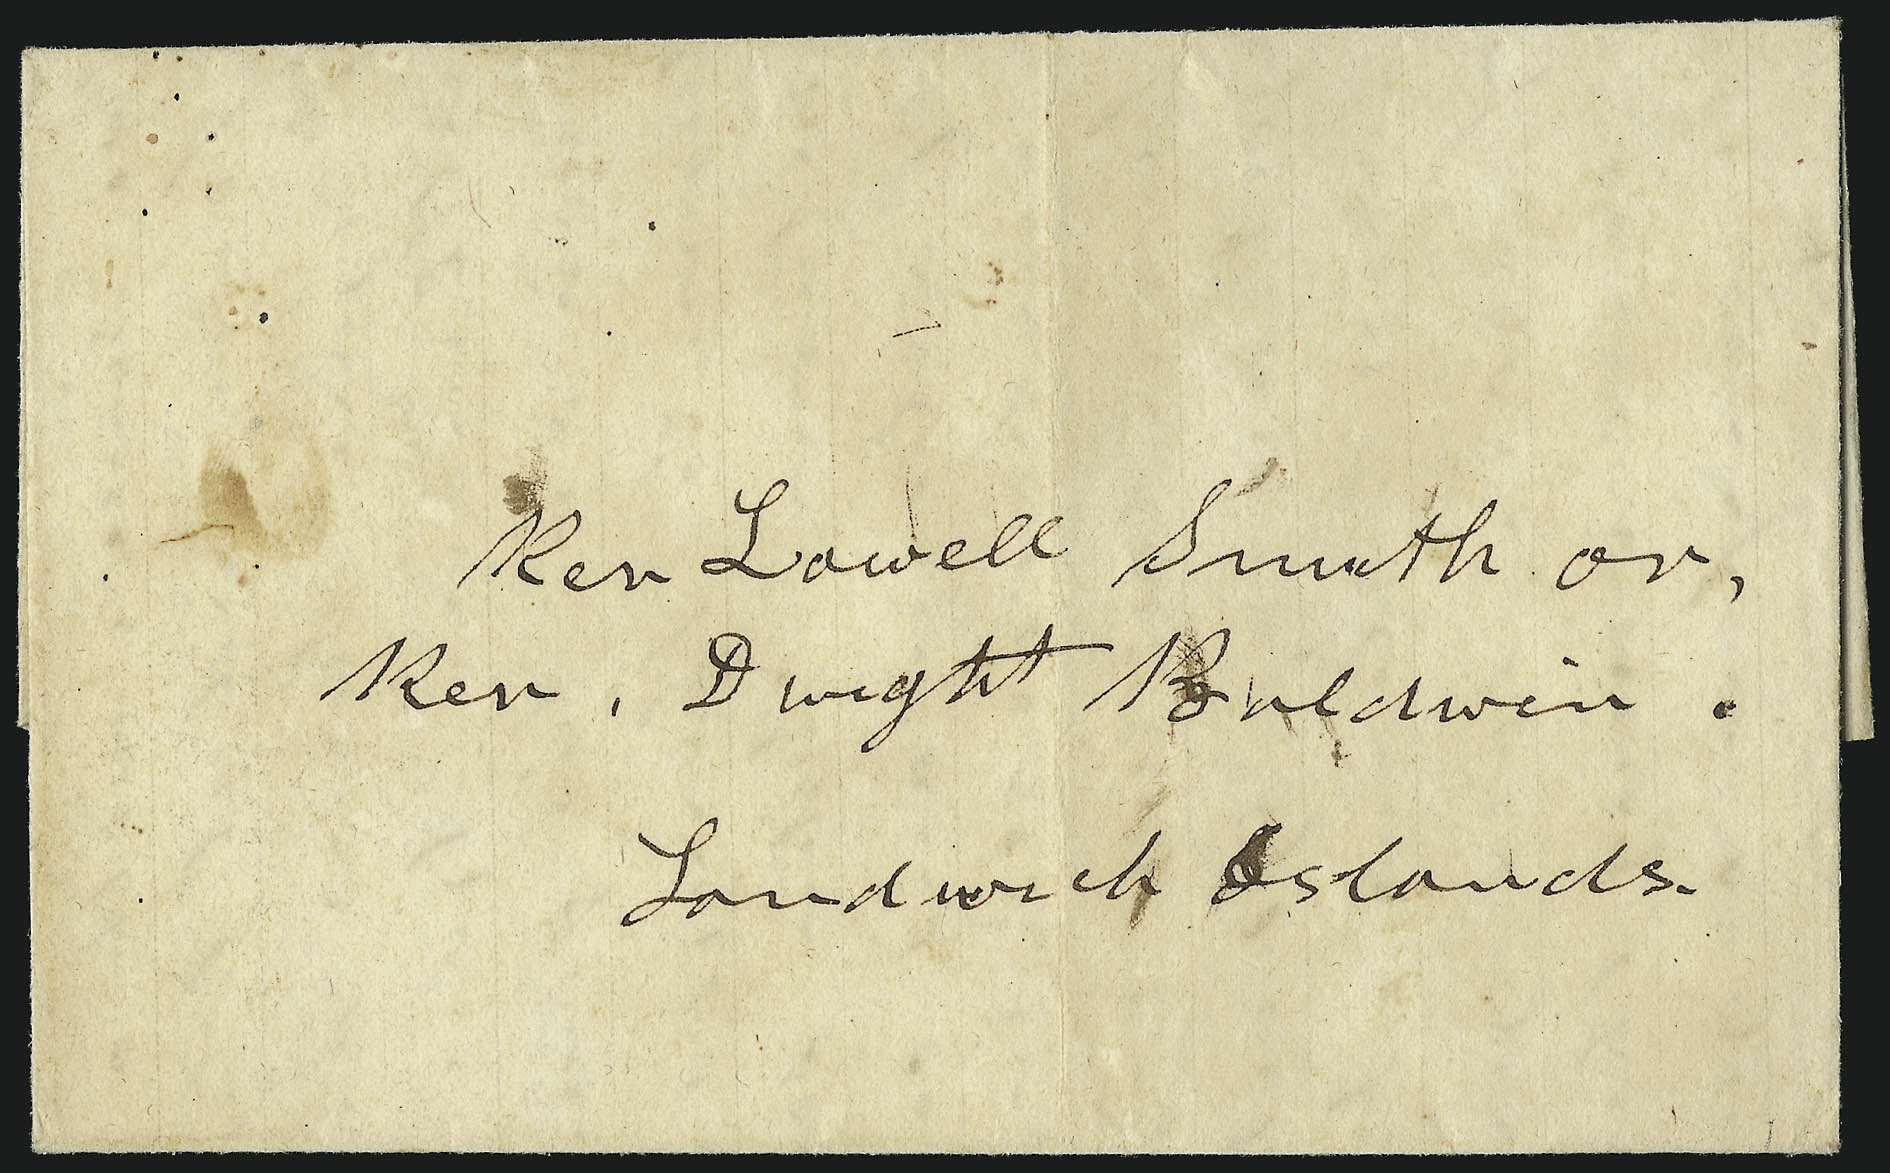 Rev Lowell Smith or,
Rev. Dwight Baldwin.
Sandwich Islands.